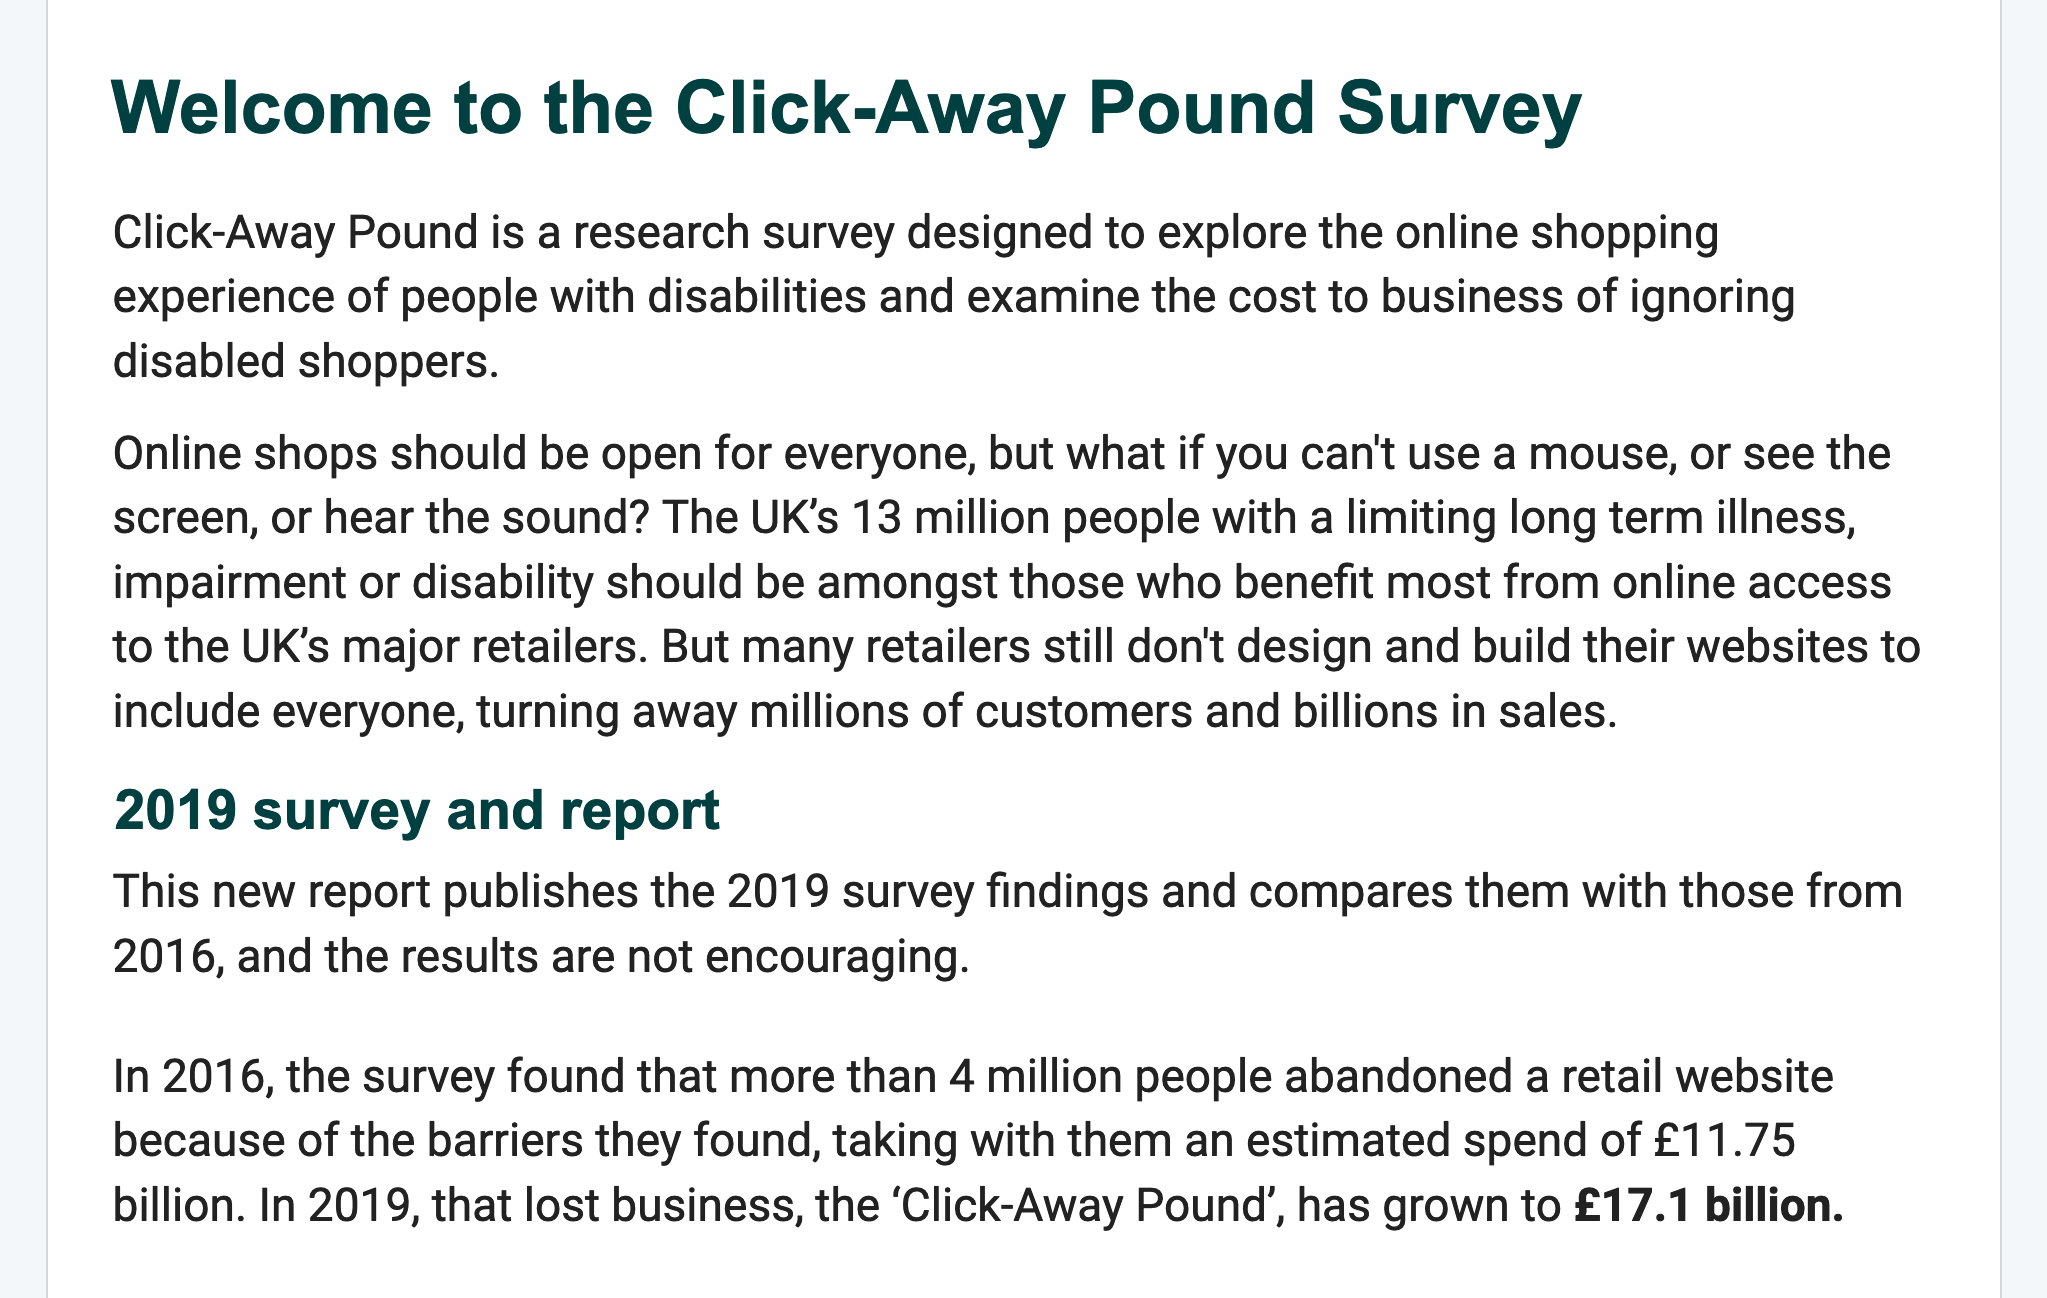 Welcome to the Click-Away Pound Survey
Click-Away Pound is a research survey designed to explore the online shopping
experience of people with disabilities and examine the cost to business of ignoring
disabled shoppers.
Online shops should be open for everyone, but what if you can't use a mouse, or see the
screen, or hear the sound? The UK’s 13 million people with a limiting long term illness,
impairment or disability should be amongst those who benefit most from online access
to the UK’s major retailers. But many retailers still don't design and build their websites to
include everyone, turning away millions of customers and billions in sales.
2019 survey and report
This new report publishes the 2019 survey findings and compares them with those from
2016, and the results are not encouraging.
In 2016, the survey found that more than 4 million people abandoned a retail website
because of the barriers they found, taking with them an estimated spend of £11.75
billion. In 2019, that lost business, the ‘Click-Away Pound’, has grown to £17.1 billion.